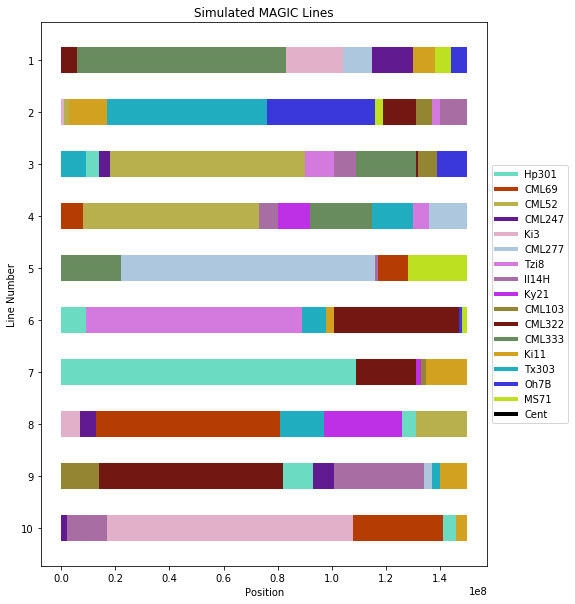 Simulated MAGIC Lines
Line Number
1
2
3
4
5
6
7
8
9
10
0.0 0.2 0.4 0.6 0.8 1.0 1.2 1.4
1e8
Position
Hp301
CML69
CML52
CML247
Ki3
CML277
Tzi8
Il14H
Ky21
CML103
CML322
CML333
Ki11
Tx303
Oh7B
MS71
Cent